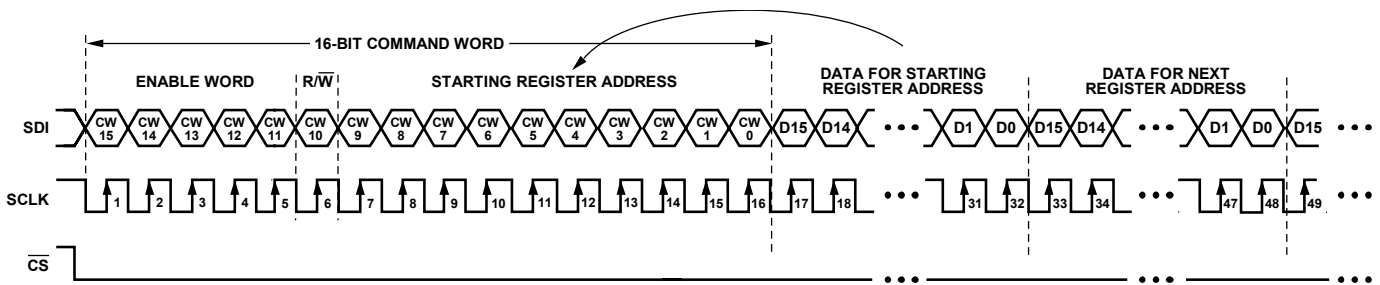 16-BIT COMMAND WORD
ENABLE WORD R/W STARTING REGISTER ADDRESS DATA FOR STARTING REGISTER ADDRESS DATA FOR NEXT REGISTER ADDRESS
SDI CW 15 CW 14 CW 13 CW 12 CW 11 CW 10 CW 9 CW 8 CW 7 CW 6 CW 5 CW 4 CW 3 CW 2 CW 1 CW 0 D15 D14 ••• D1 D0 D15 D14 ••• D1 D0 D15 •••
SCLK 1 2 3 4 5 6 7 8 9 10 11 12 13 14 15 16 17 18 ••• 31 32 33 34 ••• 47 48 49 •••
CS ••• ••• •••